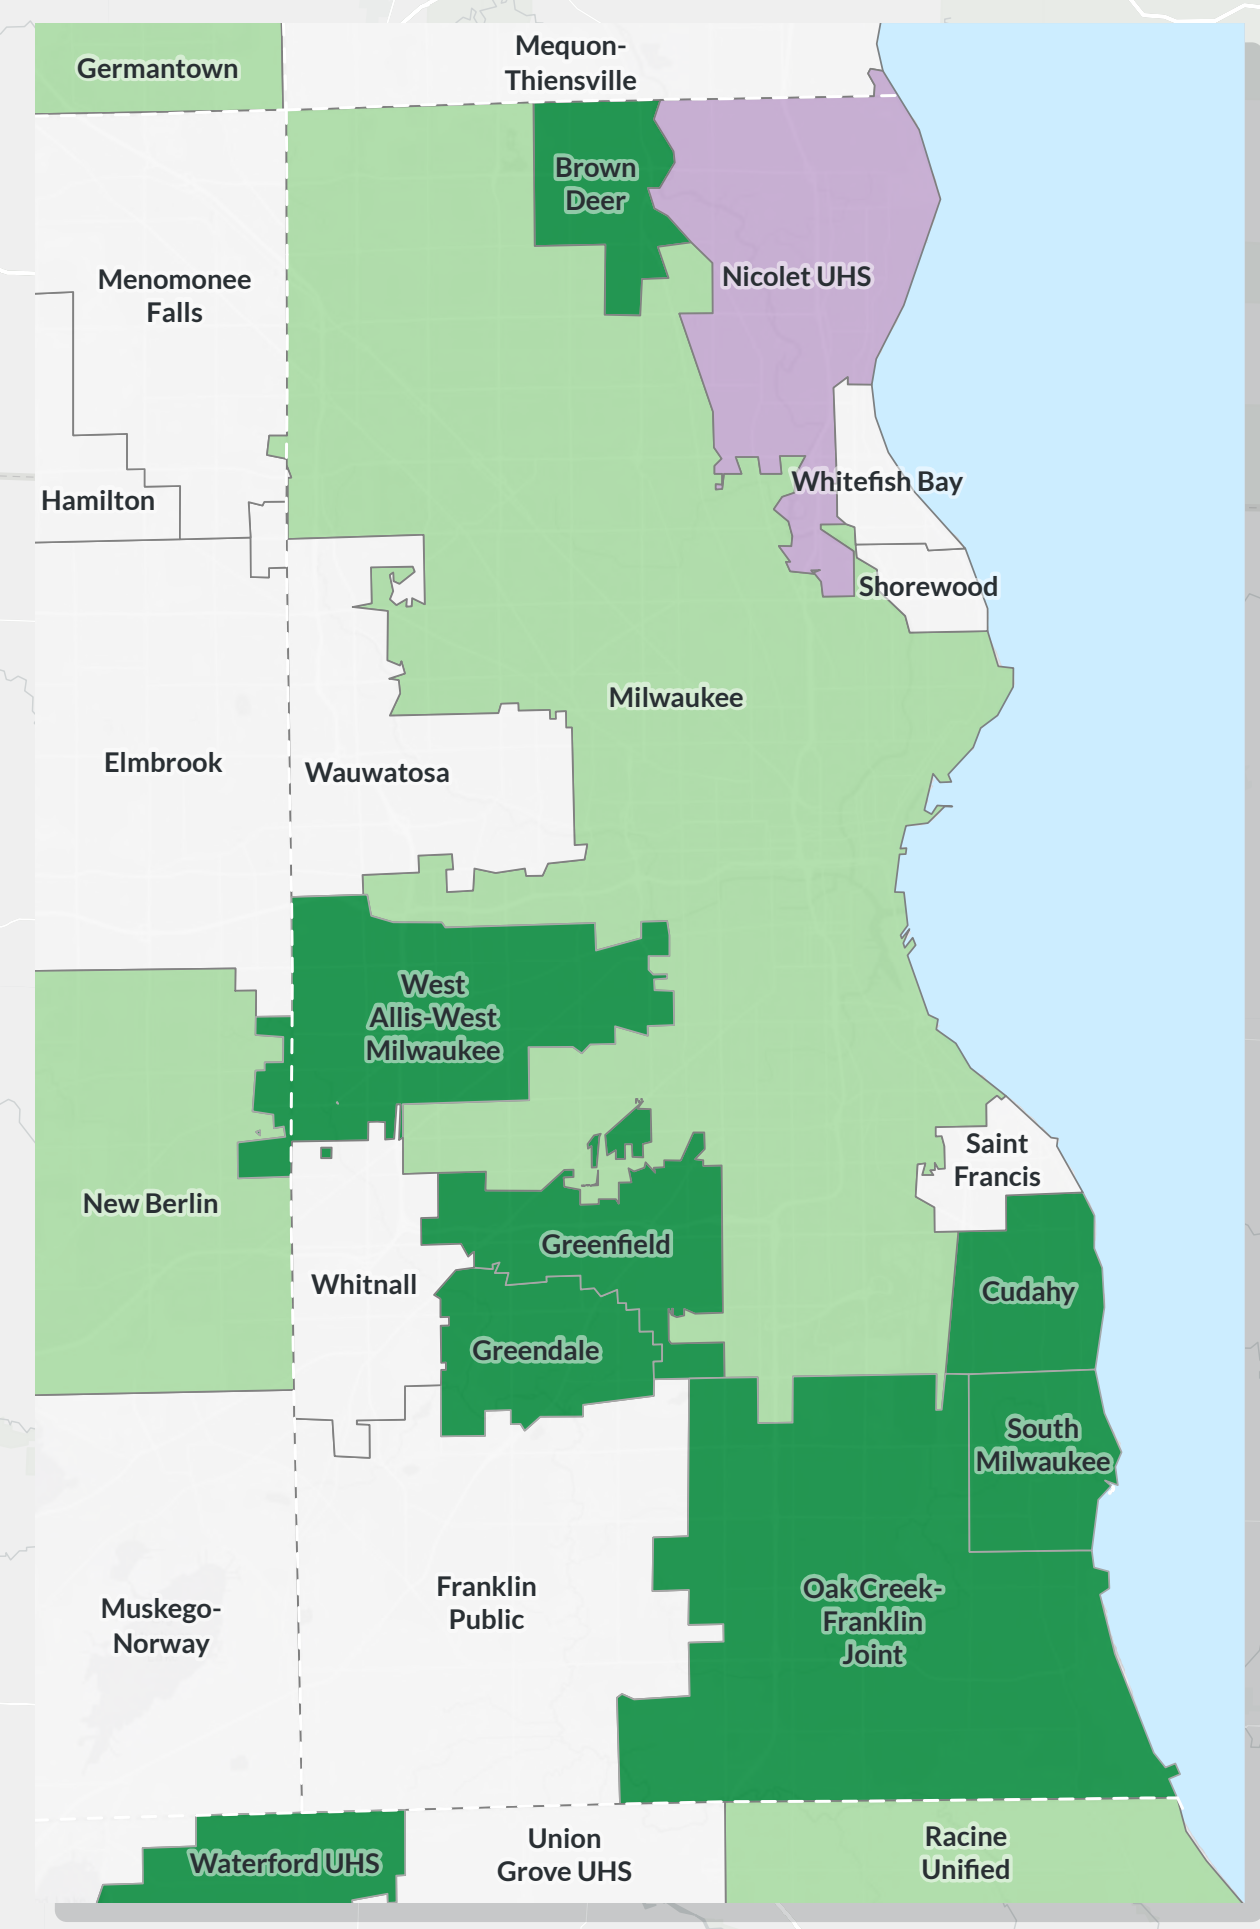 Mequon-
Thiensville
Germantown
Brown
Deer
Nicolet UHS
Menomonee
Falls
Whitefish Bay
Hamilton
Shorewood
Milwaukee
Elmbrook
Wauwatosa
West
Allis-West
Milwaukee
Saint
Francis
New Berlin
Greenfield
Whitnall
Cudahy
Greendale
South
Milwaukee
Franklin
Public
Oak Creek-
Franklin
Joint
Muskego-
Norway
Union
Grove UHS
Racine
Unified
Waterford UHS